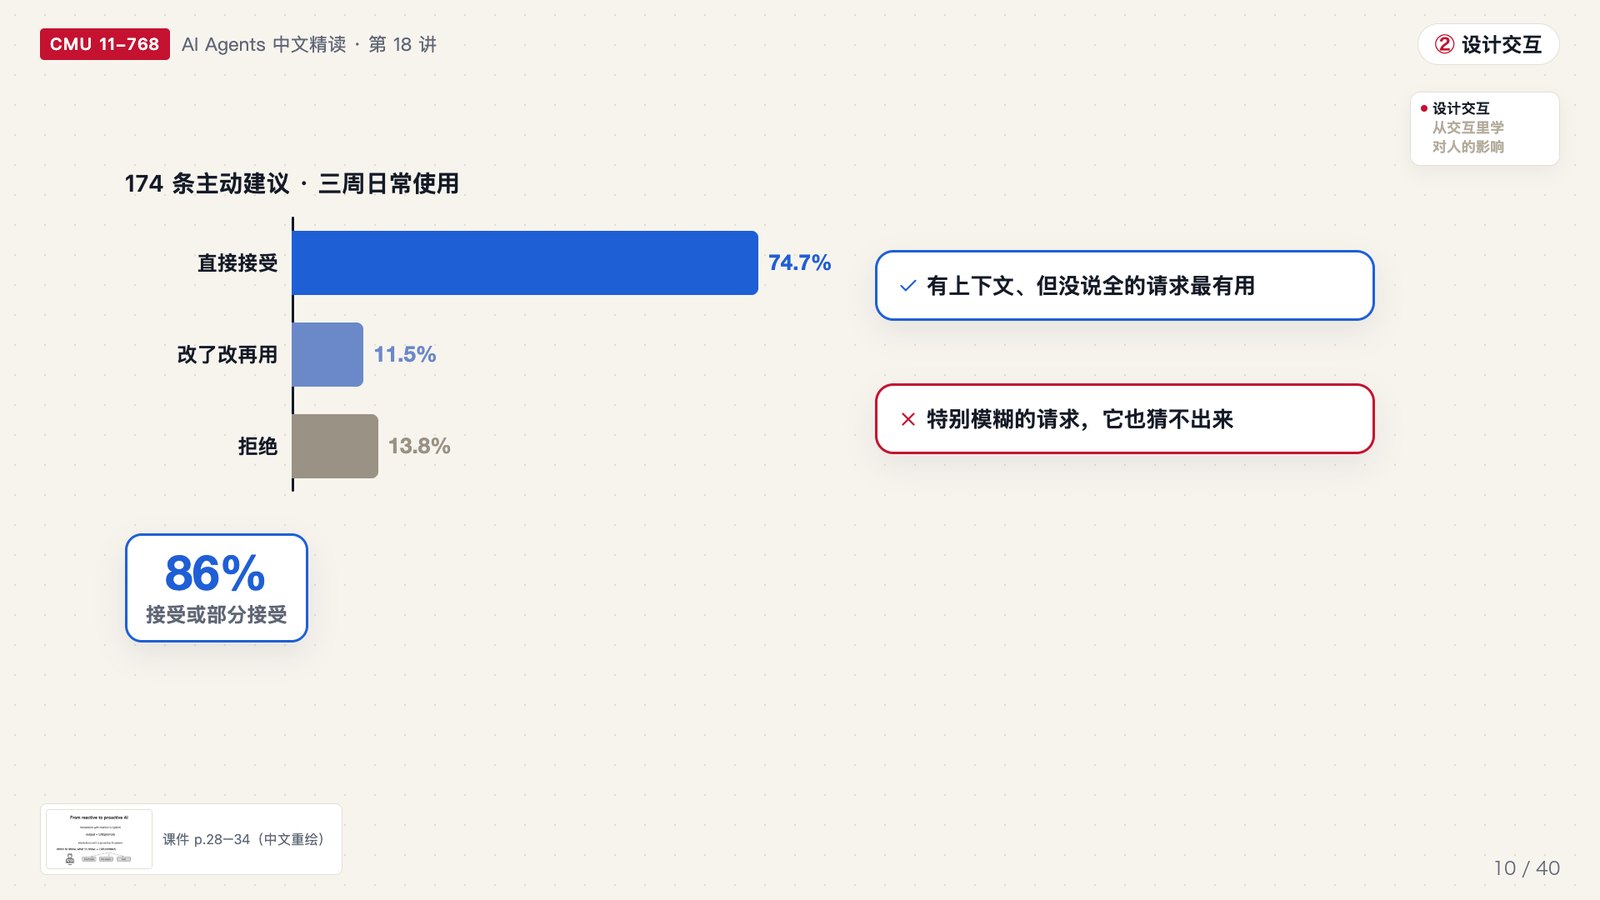 CMU 11-768 AI Agents 中文精读 · 第 18 讲
② 设计交互
设计交互
从交互里学
对人的影响
174 条主动建议 · 三周日常使用
直接接受 74.7%
改了改再用 11.5%
拒绝 13.8%
✓ 有上下文、但没说全的请求最有用
× 特别模糊的请求，它也猜不出来
86%
接受或部分接受
From reactive to proactive AI
课件 p.28—34（中文重绘）
10 / 40